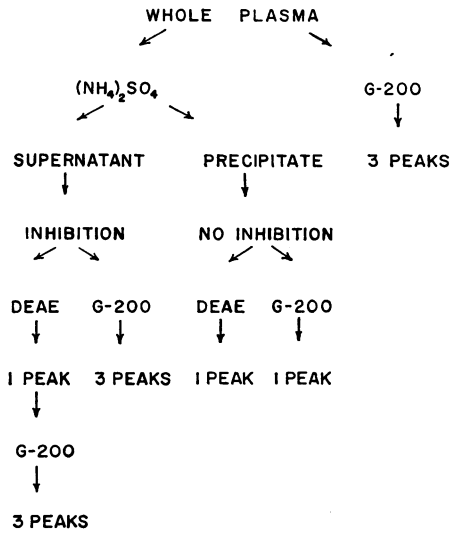 WHOLE PLASMA
(NH₄)₂SO₄ G-200
SUPERNATANT PRECIPITATE 3 PEAKS
INHIBITION NO INHIBITION
DEAE G-200 DEAE G-200
1 PEAK 3 PEAKS 1 PEAK 1 PEAK
G-200
3 PEAKS